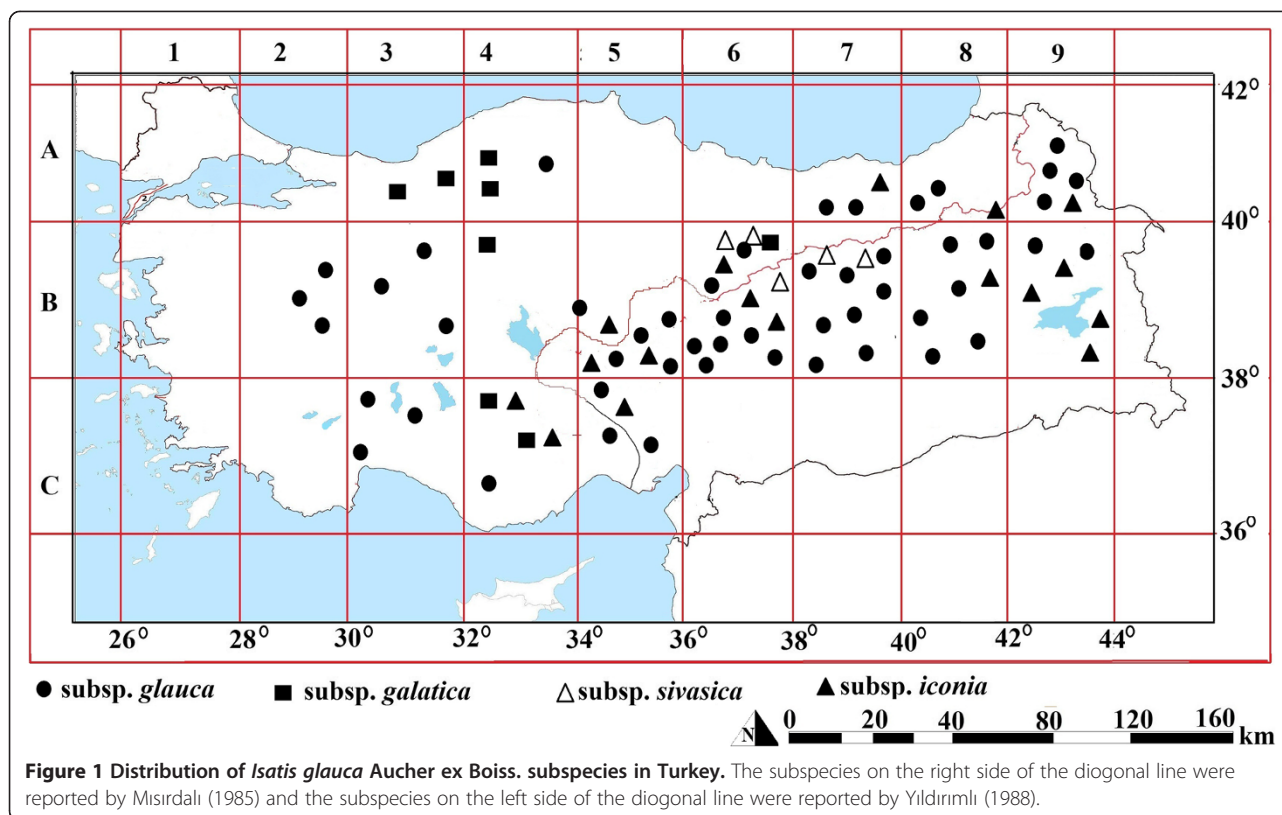 1 2 3 4 5 6 7 8 9
42°
A
40°
B
38°
C
36°
26° 28° 30° 32° 34° 36° 38° 40° 42° 44°
subsp. glauca subsp. galatica subsp. sivasica subsp. iconia
N 0 20 40 80 120 160 km
Figure 1 Distribution of Isatis glauca Aucher ex Boiss. subspecies in Turkey. The subspecies on the right side of the diogonal line were
reported by Mısırdalı (1985) and the subspecies on the left side of the diogonal line were reported by Yıldırımlı (1988).